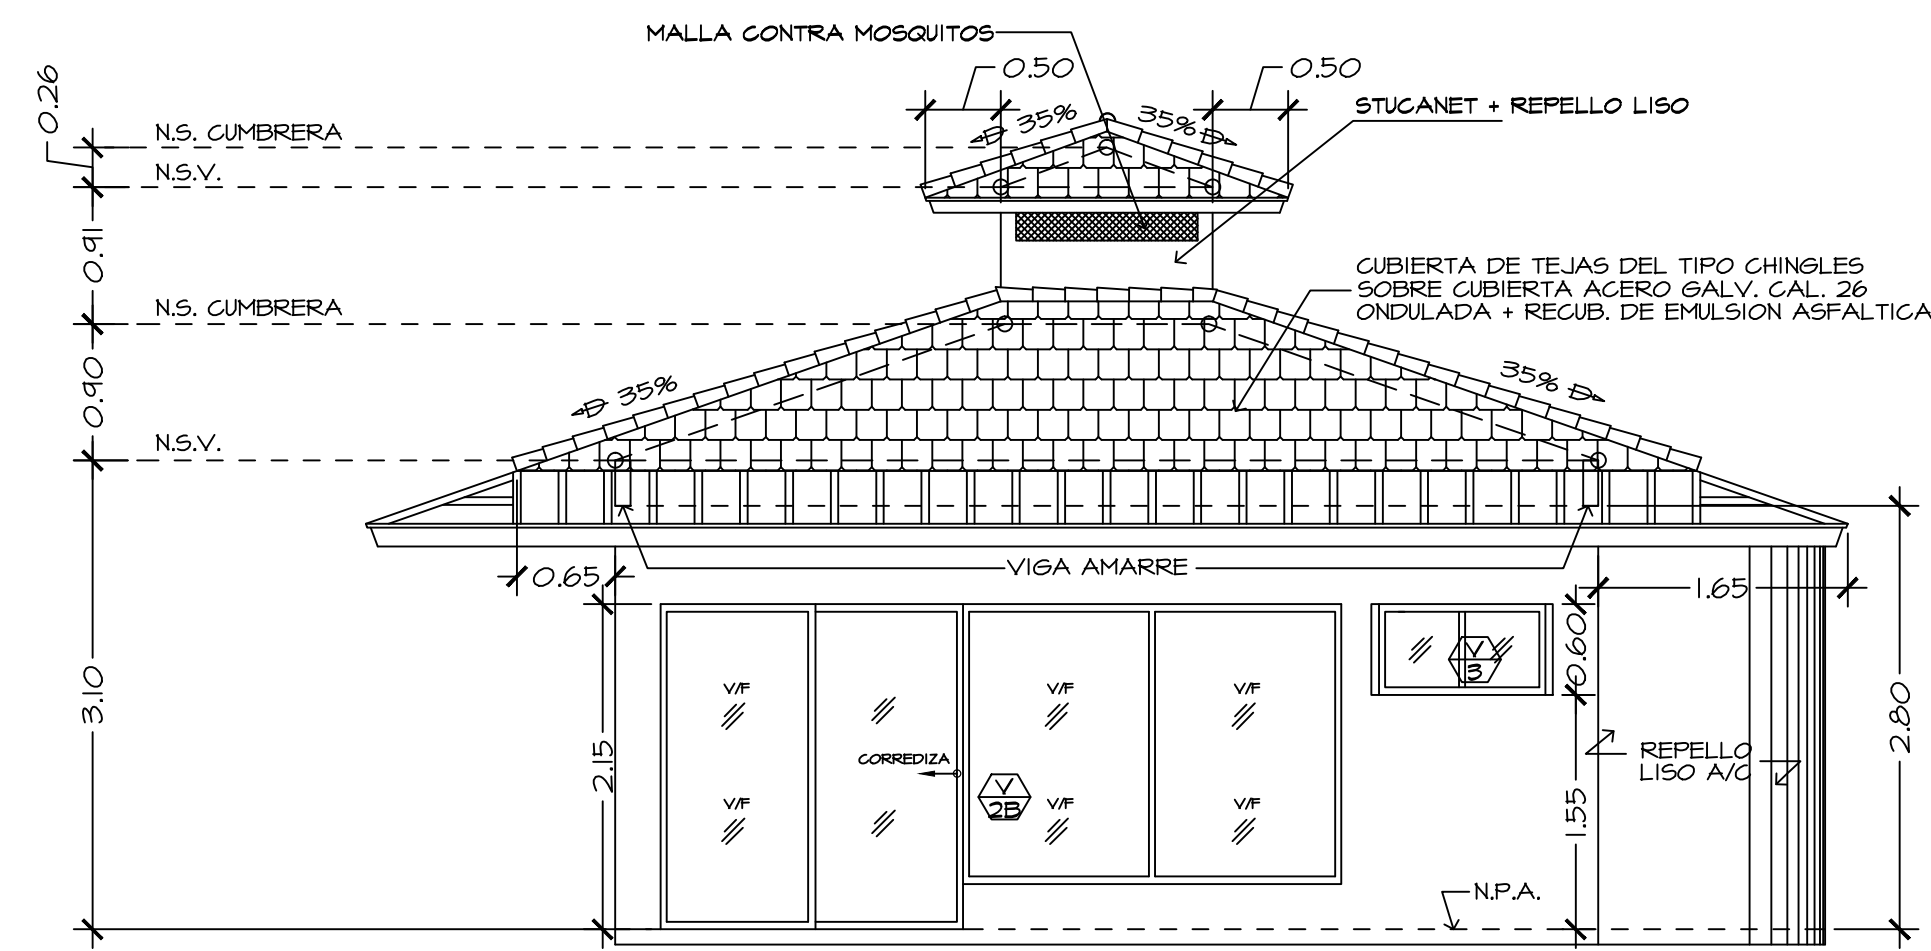 MALLA CONTRA MOSQUITOS
0.50
0.50
0.26
STUCANET + REPELLO LISO
D 35%
35% D
N.S. CUMBRERA
N.S.V.
0.91
CUBIERTA DE TEJAS DEL TIPO CHINGLES
SOBRE CUBIERTA ACERO GALV. CAL. 26
ONDULADA + RECUB. DE EMULSION ASFALTICA
N.S. CUMBRERA
0.90
D 35%
35% D
N.S.V.
VIGA AMARRE
0.65
1.65
0.60
V
3
3.10
V/F
V/F
V/F
2.80
2.15
CORREDIZA
REPELLO
LISO A/C
V
2B
V/F
V/F
V/F
1.55
N.P.A.